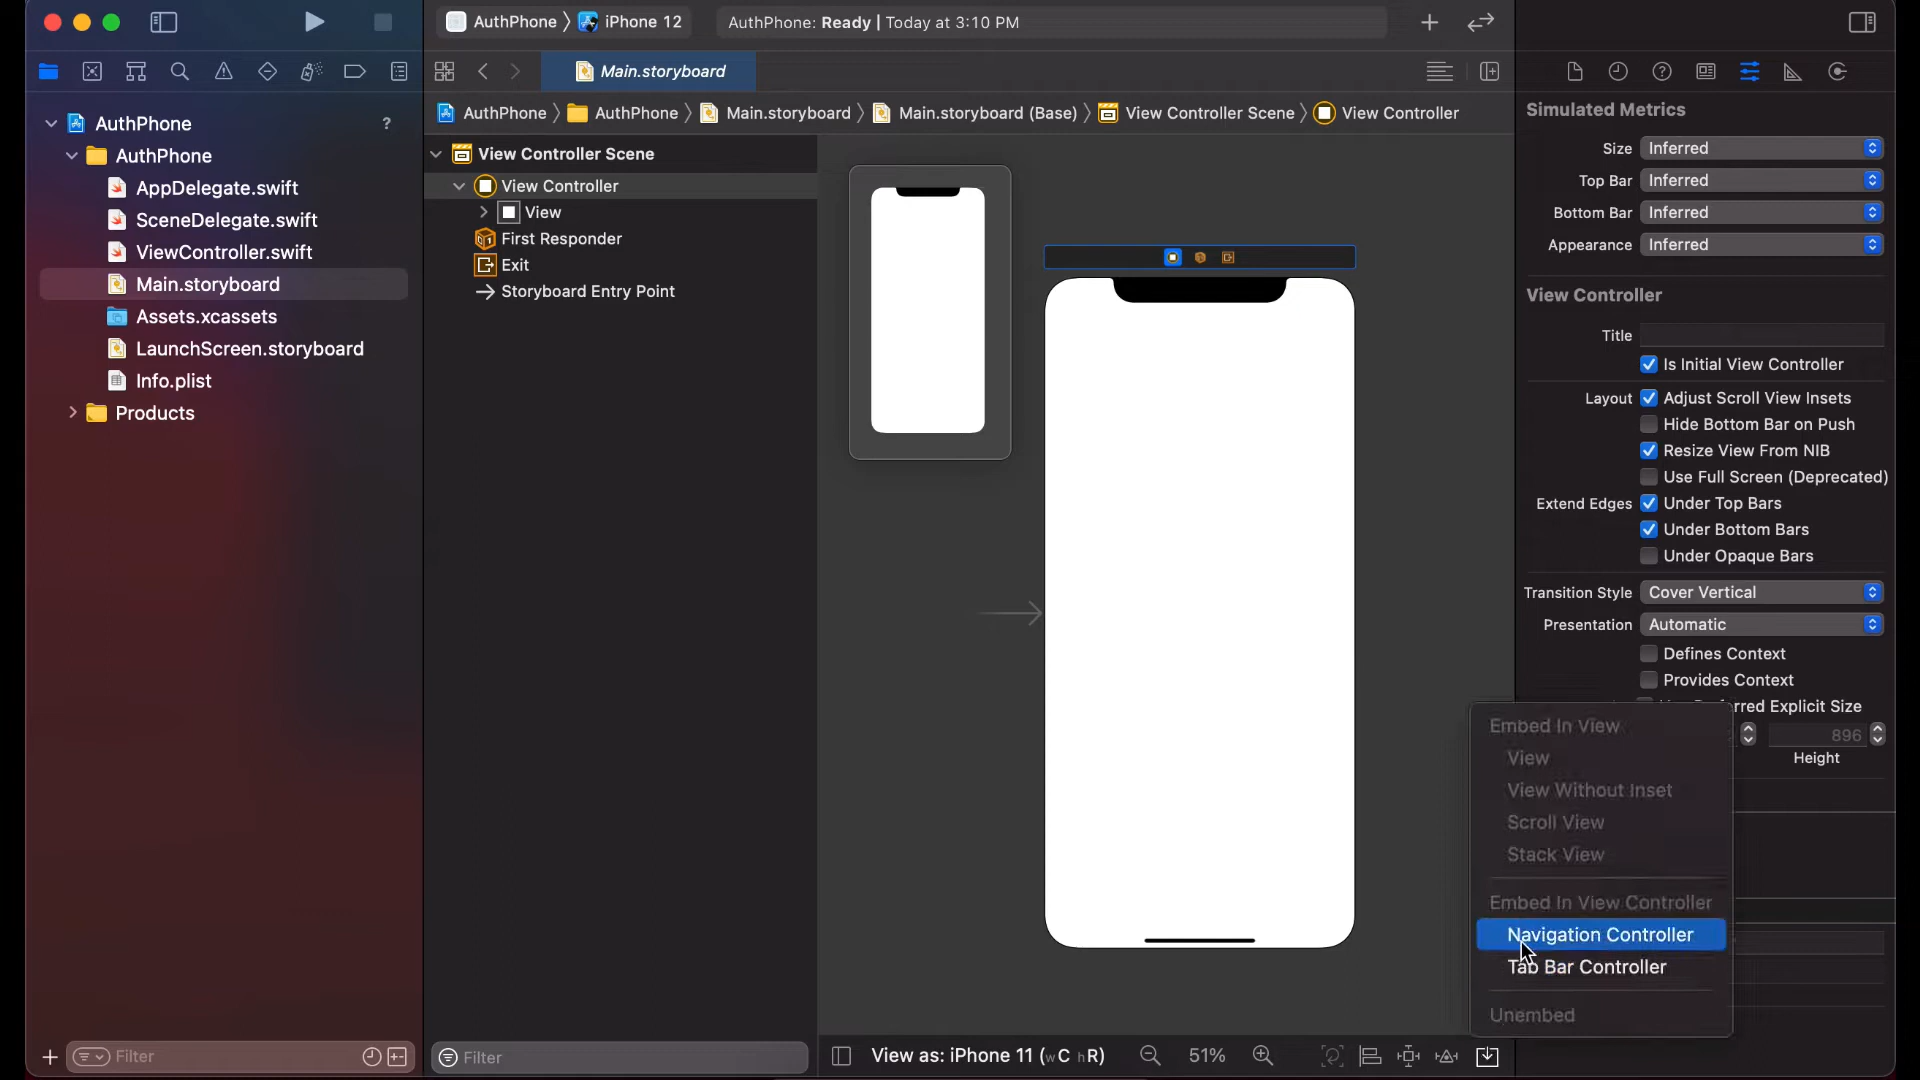 AuthPhone
iPhone 12
AuthPhone: Ready | Today at 3:10 PM
Main.storyboard
AuthPhone
AuthPhone
Main.storyboard
Main.storyboard (Base)
View Controller Scene
View Controller
AuthPhone
?
AuthPhone
AppDelegate.swift
SceneDelegate.swift
ViewController.swift
Main.storyboard
Assets.xcassets
LaunchScreen.storyboard
Info.plist
Products
Filter
View Controller Scene
View Controller
View
First Responder
Exit
Storyboard Entry Point
Filter
View as: iPhone 11 (wC hR)
51%
Simulated Metrics
Size Inferred
Top Bar Inferred
Bottom Bar Inferred
Appearance Inferred
View Controller
Title
Is Initial View Controller
Layout Adjust Scroll View Insets
Hide Bottom Bar on Push
Resize View From NIB
Use Full Screen (Deprecated)
Extend Edges Under Top Bars
Under Bottom Bars
Under Opaque Bars
Transition Style Cover Vertical
Presentation Automatic
Defines Context
Provides Context
Explicit Size
896
Height
Embed In View
View
View Without Inset
Scroll View
Stack View
Embed In View Controller
Navigation Controller
Tab Bar Controller
Unembed